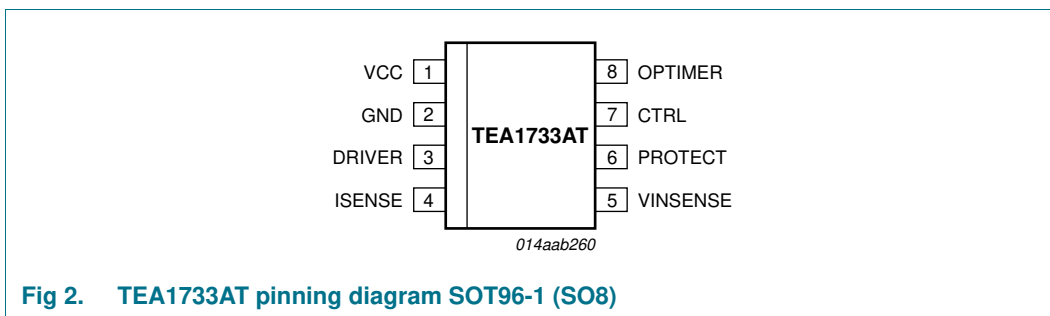 VCC 1 8 OPTIMER
GND 2 7 CTRL
TEA1733AT
DRIVER 3 6 PROTECT
ISENSE 4 5 VINSENSE
014aab260
Fig 2. TEA1733AT pinning diagram SOT96-1 (SO8)